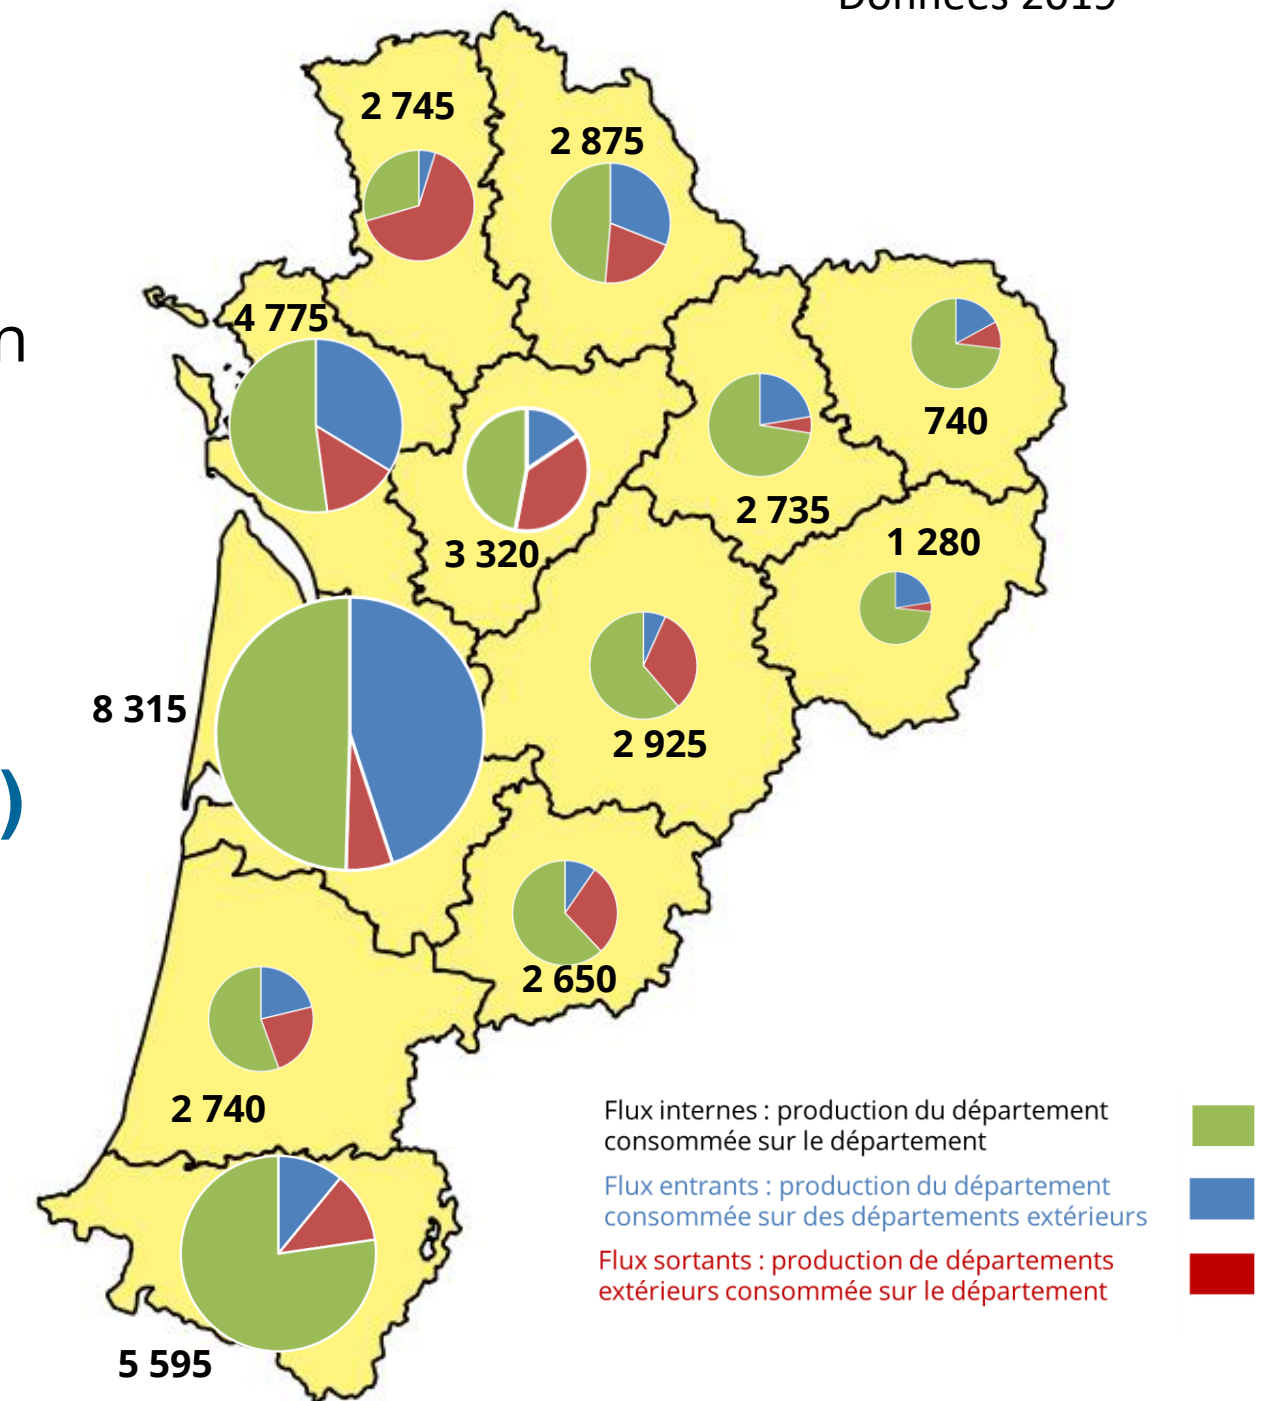 Données 2019
2 745
2 875
4 775
n
740
2 735
3 320
1 280
8 315
2 925
)
2 650
2 740
Flux internes : production du département
consommée sur le département
Flux entrants : production du département
consommée sur des départements extérieurs
Flux sortants : production de départements
extérieurs consommée sur le département
5 595